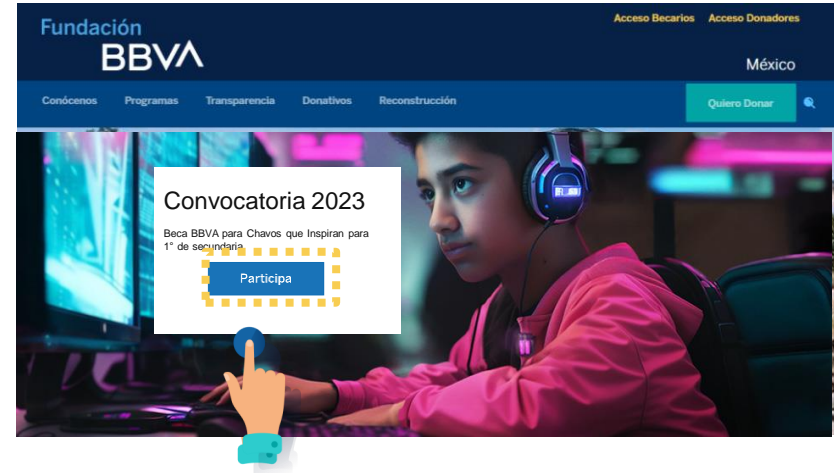 Fundación
BBVA
Acceso Becarios Acceso Donadores
México
Conócenos Programas Transparencia Donativos Reconstrucción
Quiero Donar
Convocatoria 2023
Beca BBVA para Chavos que Inspiran para
1° de secundaria
Participa